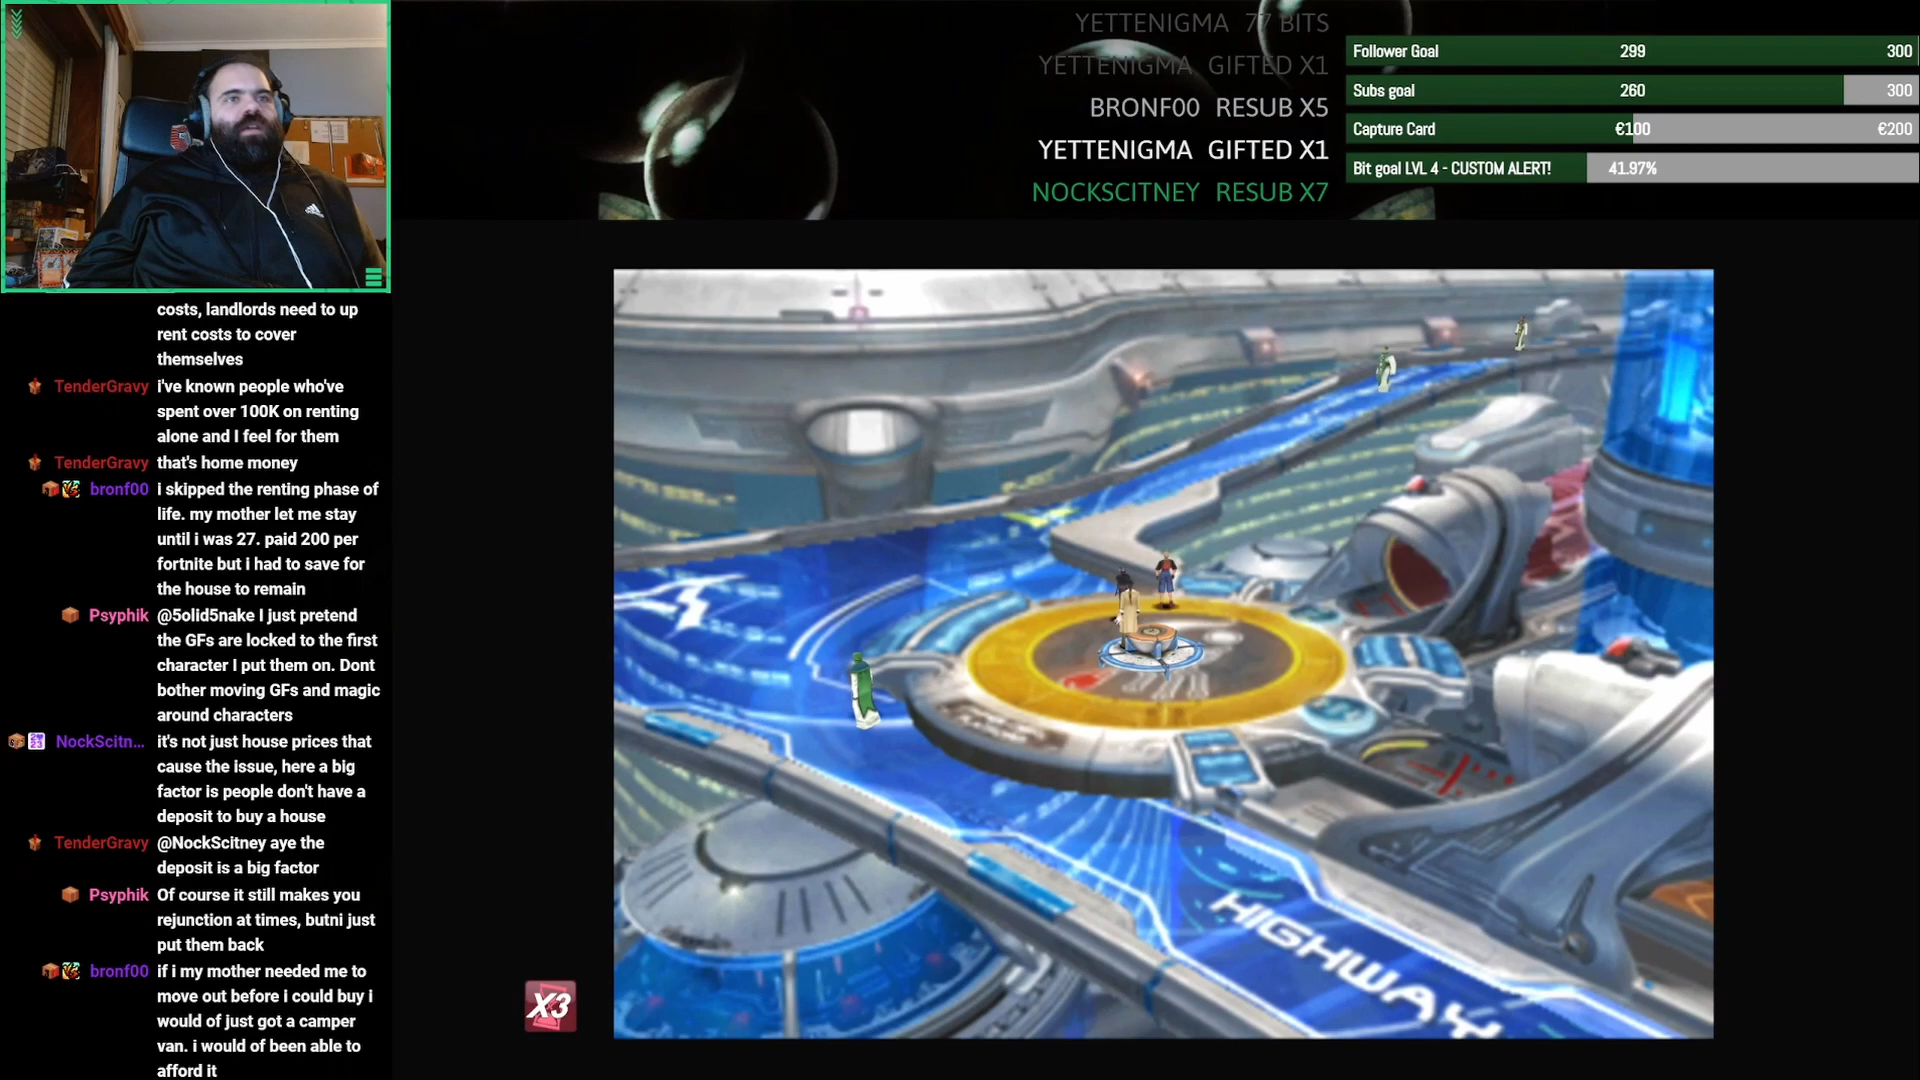 YETTENIGMA 77 BITS
YETTENIGMA GIFTED X1
BRONF00 RESUB X5
YETTENIGMA GIFTED X1
NOCKSCITNEY RESUB X7
Follower Goal 299 300
Subs goal 260 300
Capture Card €100 €200
Bit goal LVL 4 - CUSTOM ALERT! 41.97%
costs, landlords need to up
rent costs to cover
themselves
TenderGravy i've known people who've
spent over 100K on renting
alone and I feel for them
TenderGravy that's home money
bronf00 i skipped the renting phase of
life. my mother let me stay
until i was 27. paid 200 per
fortnite but i had to save for
the house to remain
Psyphik @5olid5nake I just pretend
the GFs are locked to the first
character I put them on. Dont
bother moving GFs and magic
around characters
NockScitn... it's not just house prices that
cause the issue, here a big
factor is people don't have a
deposit to buy a house
TenderGravy @NockScitney aye the
deposit is a big factor
Psyphik Of course it still makes you
rejunction at times, butni just
put them back
bronf00 if i my mother needed me to
move out before i could buy i
would of just got a camper
van. i would of been able to
afford it
X3
HIGHWAY